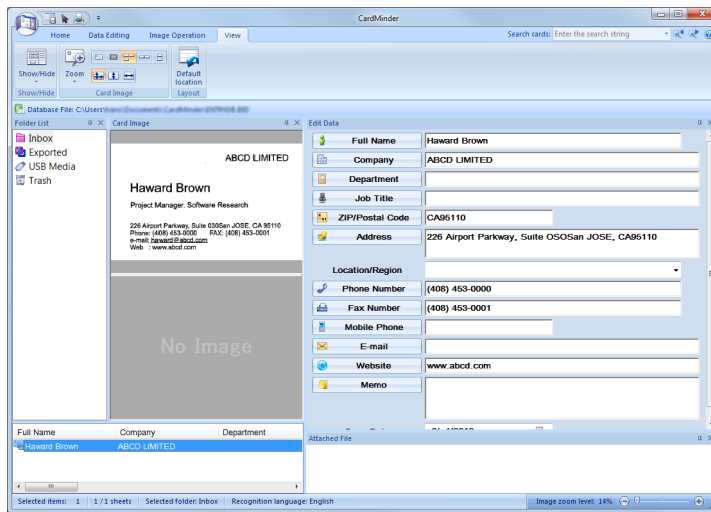 CardMinder
Home Data Editing Image Operation View
Search cards: Enter the search string
Show/Hide Zoom Default location
Show/Hide Card Image Layout
Database File: C:\Users\
Folder List Card Image Edit Data
Inbox
Exported
USB Media
Trash
ABCD LIMITED
Haward Brown
Project Manager. Software Research
226 Airport Parkway, Suite 030San JOSE, CA 95110
Phone: (408) 453-0000 FAX: (408) 453-0001
e-mail: haward@abcd.com
Web : www.abcd.com
No Image
Full Name Haward Brown
Company ABCD LIMITED
Department
Job Title
ZIP/Postal Code CA95110
Address 226 Airport Parkway, Suite OSOSan JOSE, CA95110
Location/Region
Phone Number (408) 453-0000
Fax Number (408) 453-0001
Mobile Phone
E-mail
Website www.abcd.com
Memo
Full Name Company Department
Haward Brown ABCD LIMITED
Attached File
Selected items: 1 1 / 1 sheets Selected folder: Inbox Recognition language: English Image zoom level: 14%